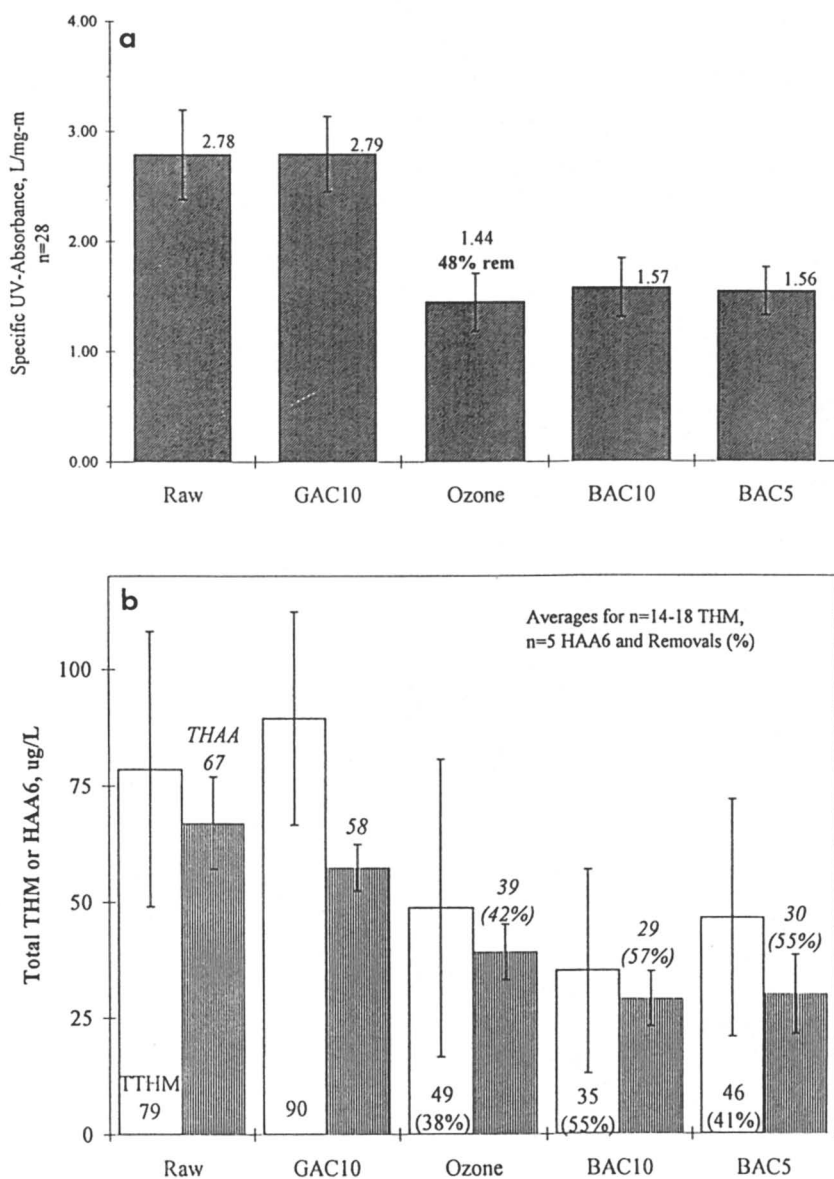 a
4.00
3.00
2.00
1.00
0.00
Specific UV-Absorbance, L/mg-m
n=28
2.78
2.79
1.44
48% rem
1.57
1.56
Raw GAC10 Ozone BAC10 BAC5
b
Averages for n=14-18 THM,
n=5 HAA6 and Removals (%)
100
75
50
25
0
Total THM or HAA6, ug/L
THAA
67
58
39
(42%)
29
(57%)
30
(55%)
TTHM
79
90
49
(38%)
35
(55%)
46
(41%)
Raw GAC10 Ozone BAC10 BAC5